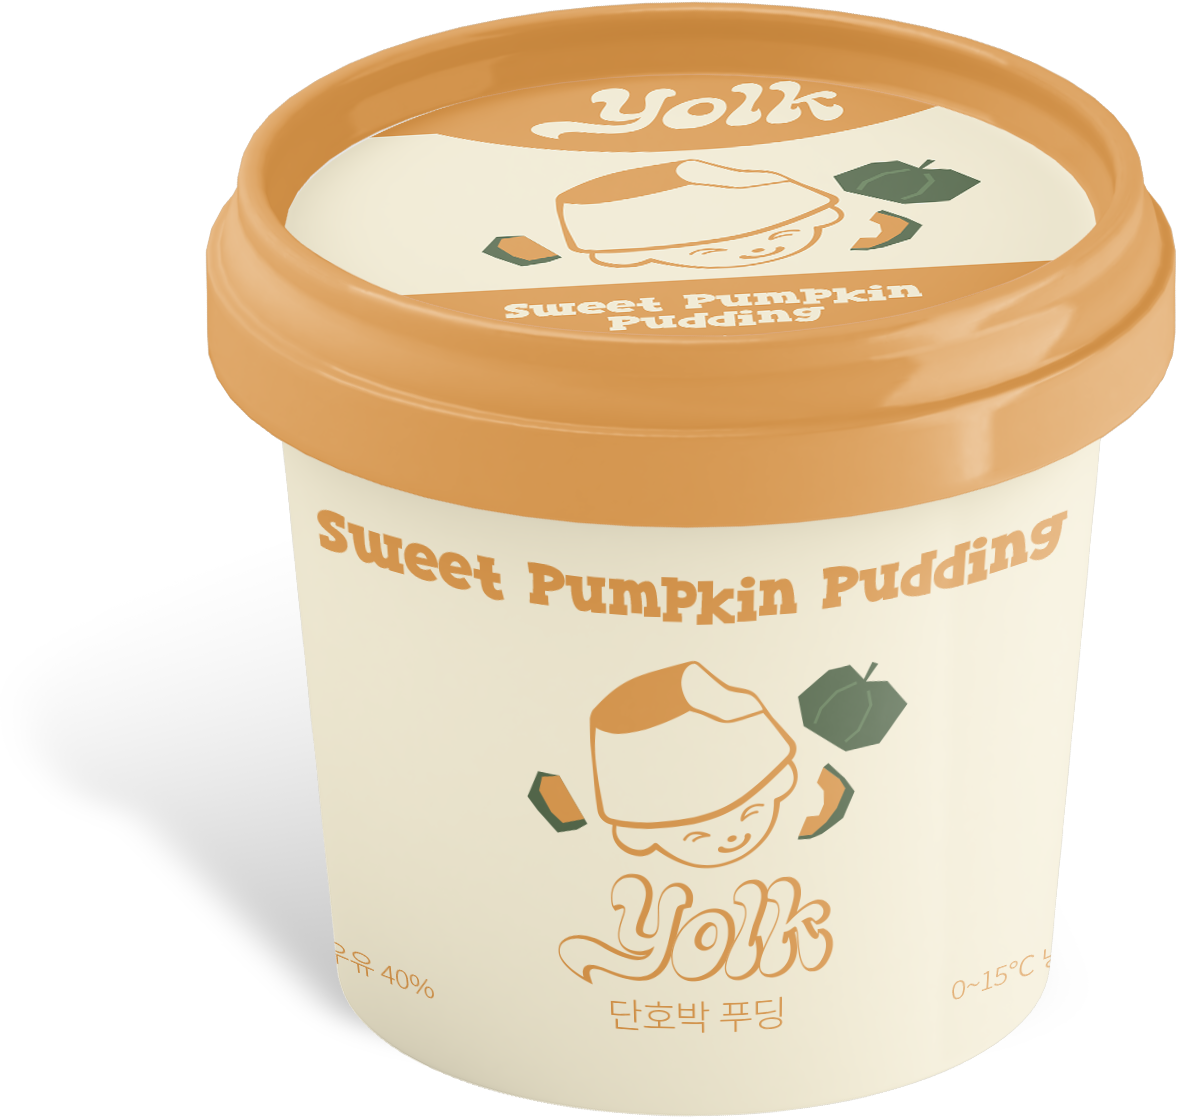 Yolk
Sweet Pumpkin
Pudding
Sweet Pumpkin Pudding
Yolk
우유 40%
0~15°C
단호박 푸딩